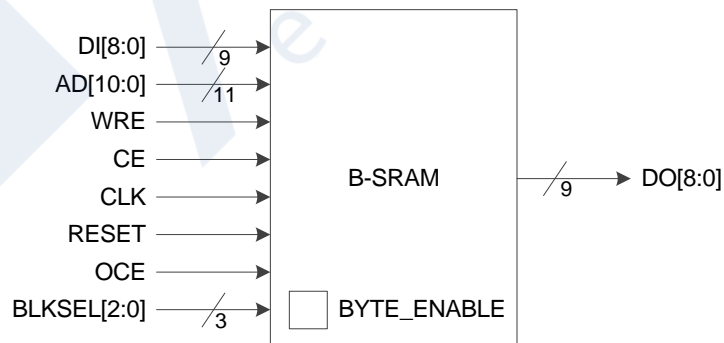 DI[8:0]
9
AD[10:0]
11
WRE
CE
CLK
RESET
OCE
BLKSEL[2:0]
3
B-SRAM
BYTE_ENABLE
9
DO[8:0]
e